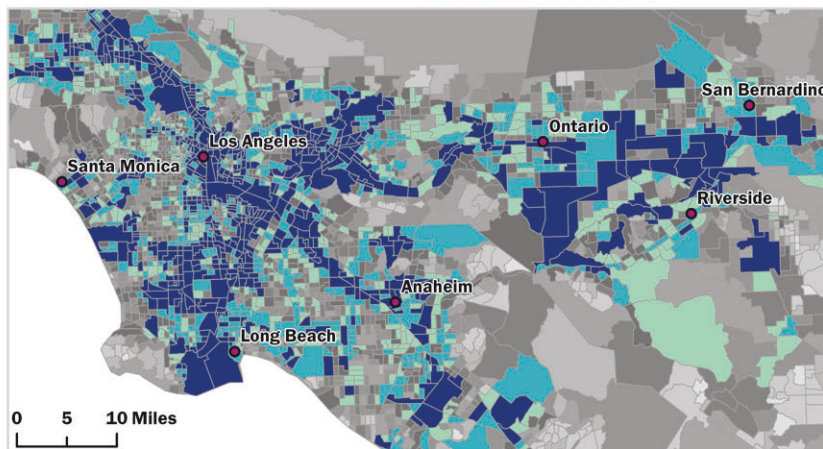 San Bernardino
Ontario
Los Angeles
Santa Monica
Riverside
Anaheim
Long Beach
0 5 10 Miles